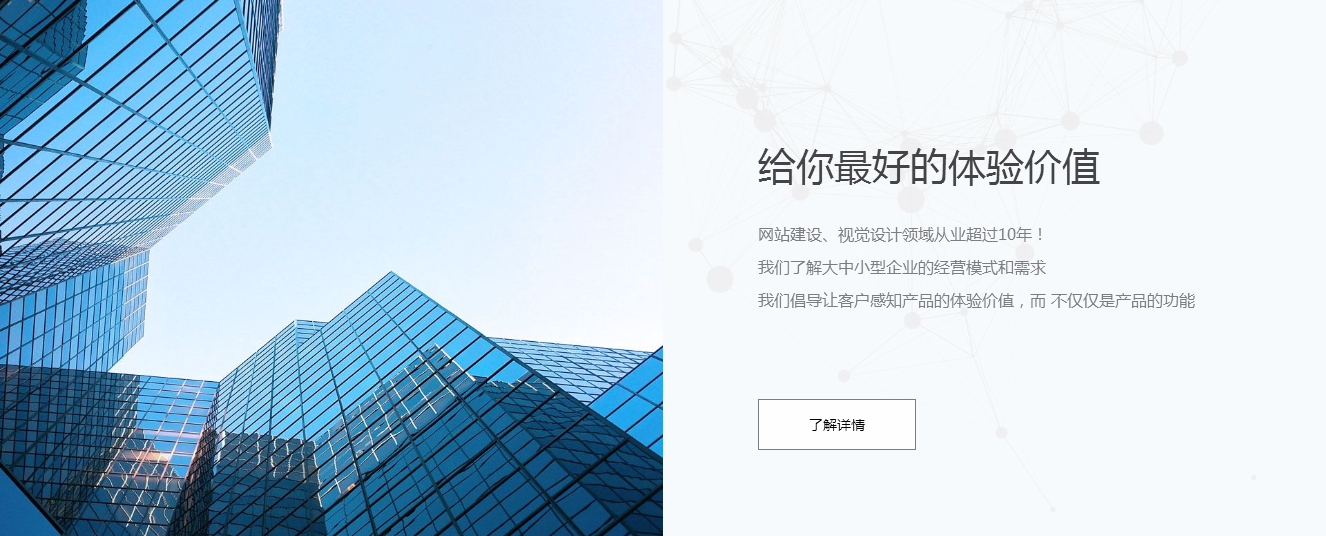 给你最好的体验价值
网站建设、视觉设计领域从业超过10年！
我们了解大中小型企业的经营模式和需求
我们倡导让客户感知产品的体验价值，而 不仅仅是产品的功能
了解详情